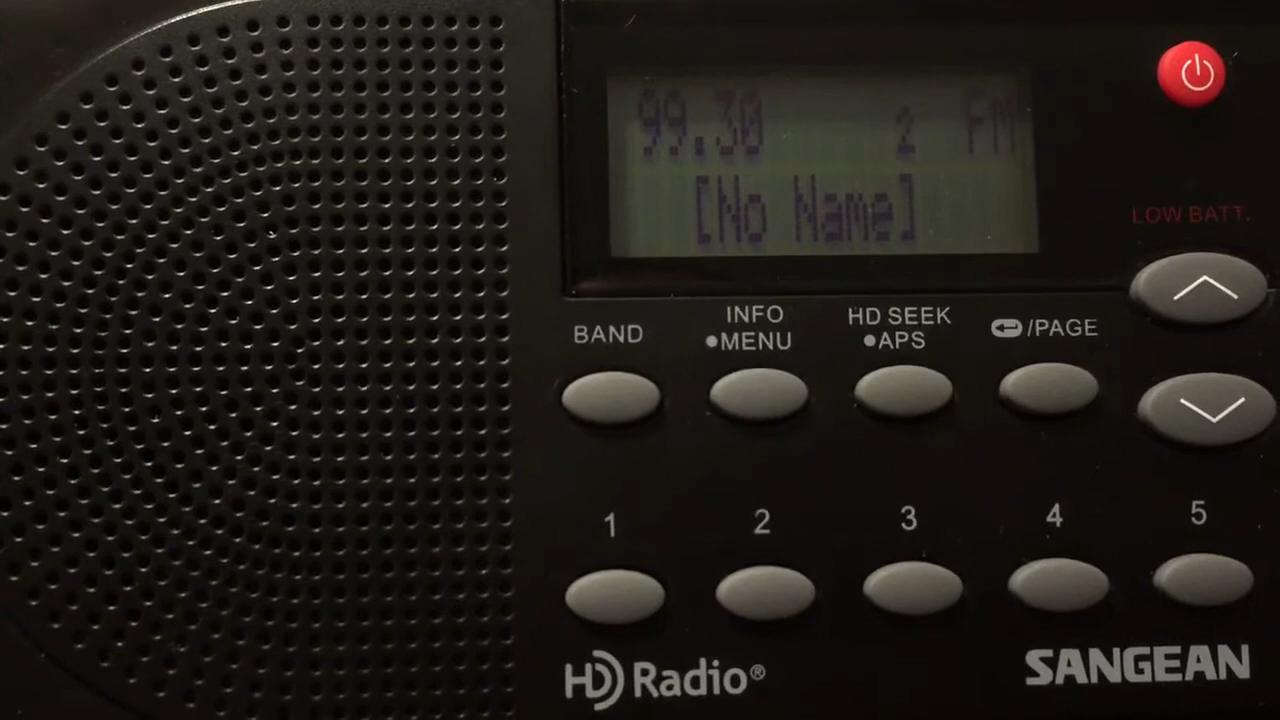 99.30 2 FM
[No Name]
LOW BATT.
BAND
INFO
•MENU
HD SEEK
•APS
/PAGE
1 2 3 4 5
HD Radio®
SANGEAN